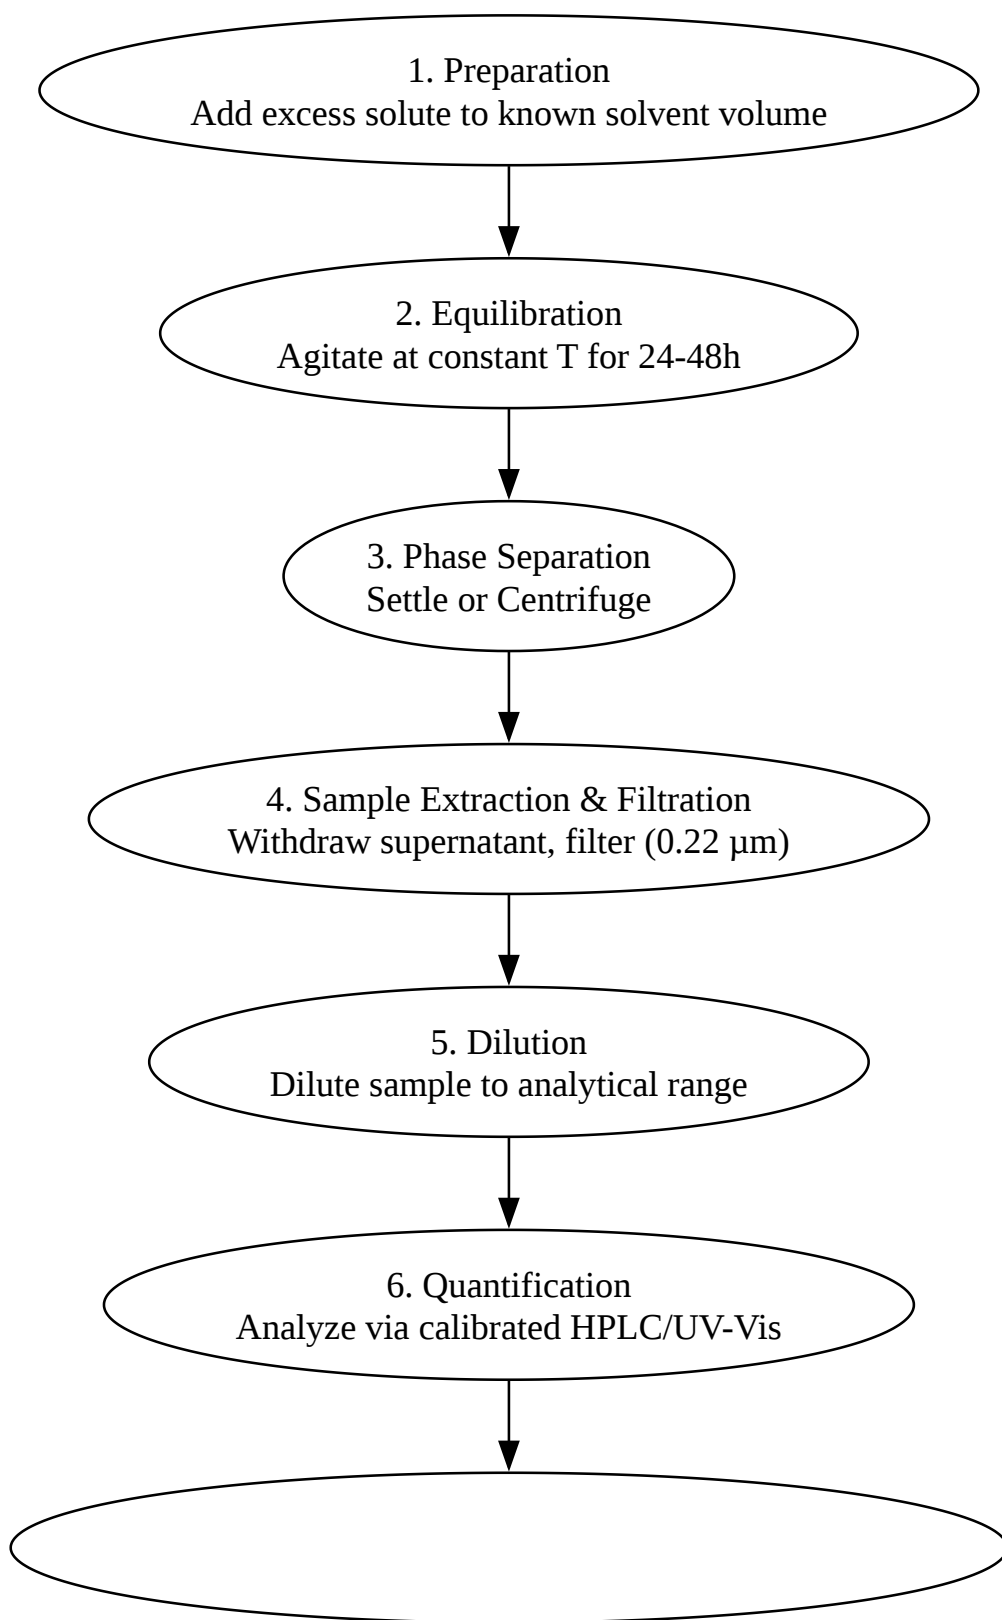 1. Preparation
Add excess solute to known solvent volume
2. Equilibration
Agitate at constant T for 24-48h
3. Phase Separation
Settle or Centrifuge
4. Sample Extraction & Filtration
Withdraw supernatant, filter (0.22 µm)
5. Dilution
Dilute sample to analytical range
6. Quantification
Analyze via calibrated HPLC/UV-Vis